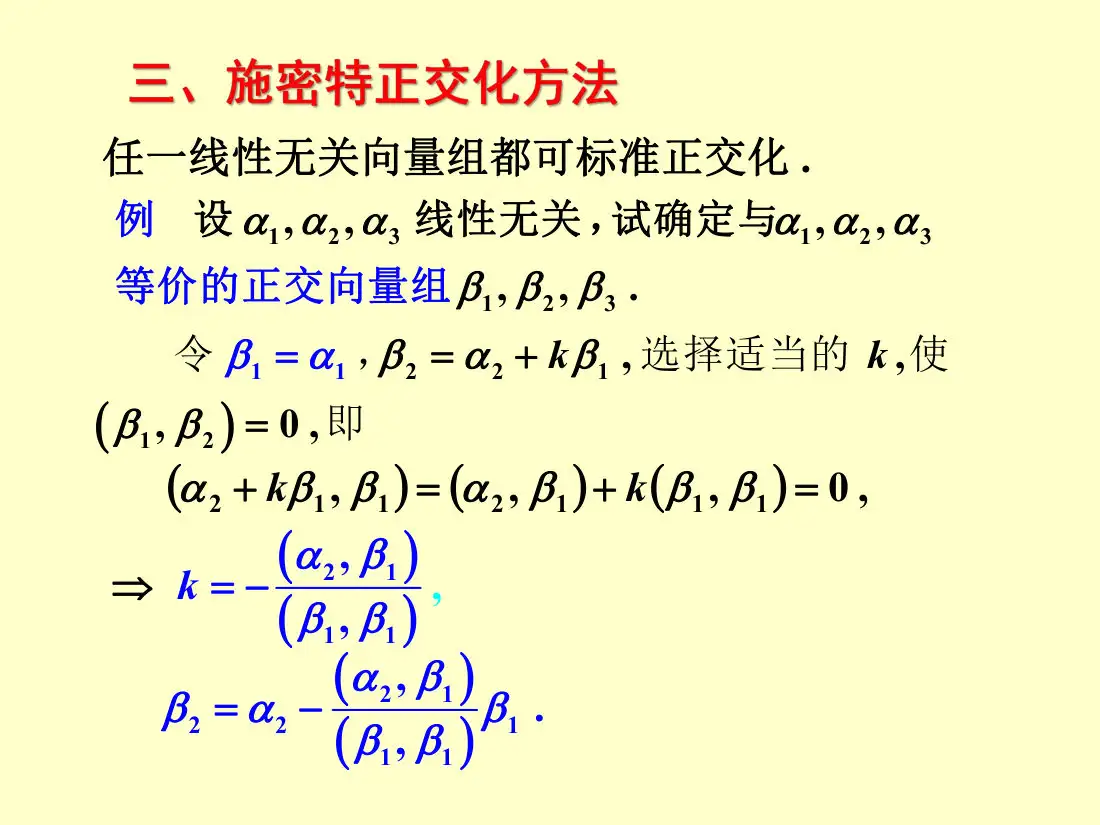 三、施密特正交化方法
任一线性无关向量组都可标准正交化 .
例 设 α₁, α₂, α₃ 线性无关 , 试确定与α₁, α₂, α₃
等价的正交向量组 β₁, β₂, β₃ .
令 β₁ = α₁ , β₂ = α₂ + kβ₁ , 选择适当的 k , 使
(β₁, β₂) = 0 , 即
(α₂ + kβ₁, β₁) = (α₂, β₁) + k(β₁, β₁) = 0 ,
⇒ k = − (α₂, β₁) / (β₁, β₁) ,
β₂ = α₂ − (α₂, β₁) / (β₁, β₁) β₁ .